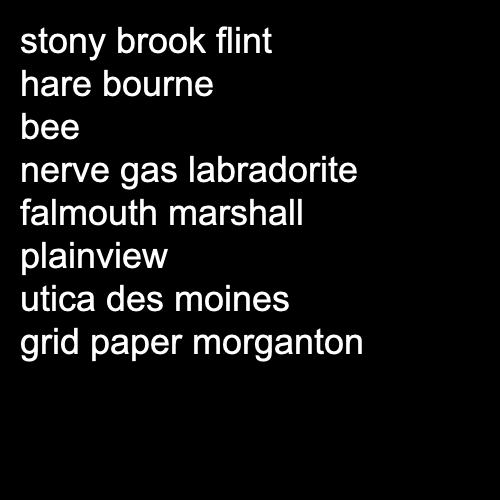 stony brook flint
hare bourne
bee
nerve gas labradorite
falmouth marshall
plainview
utica des moines
grid paper morganton